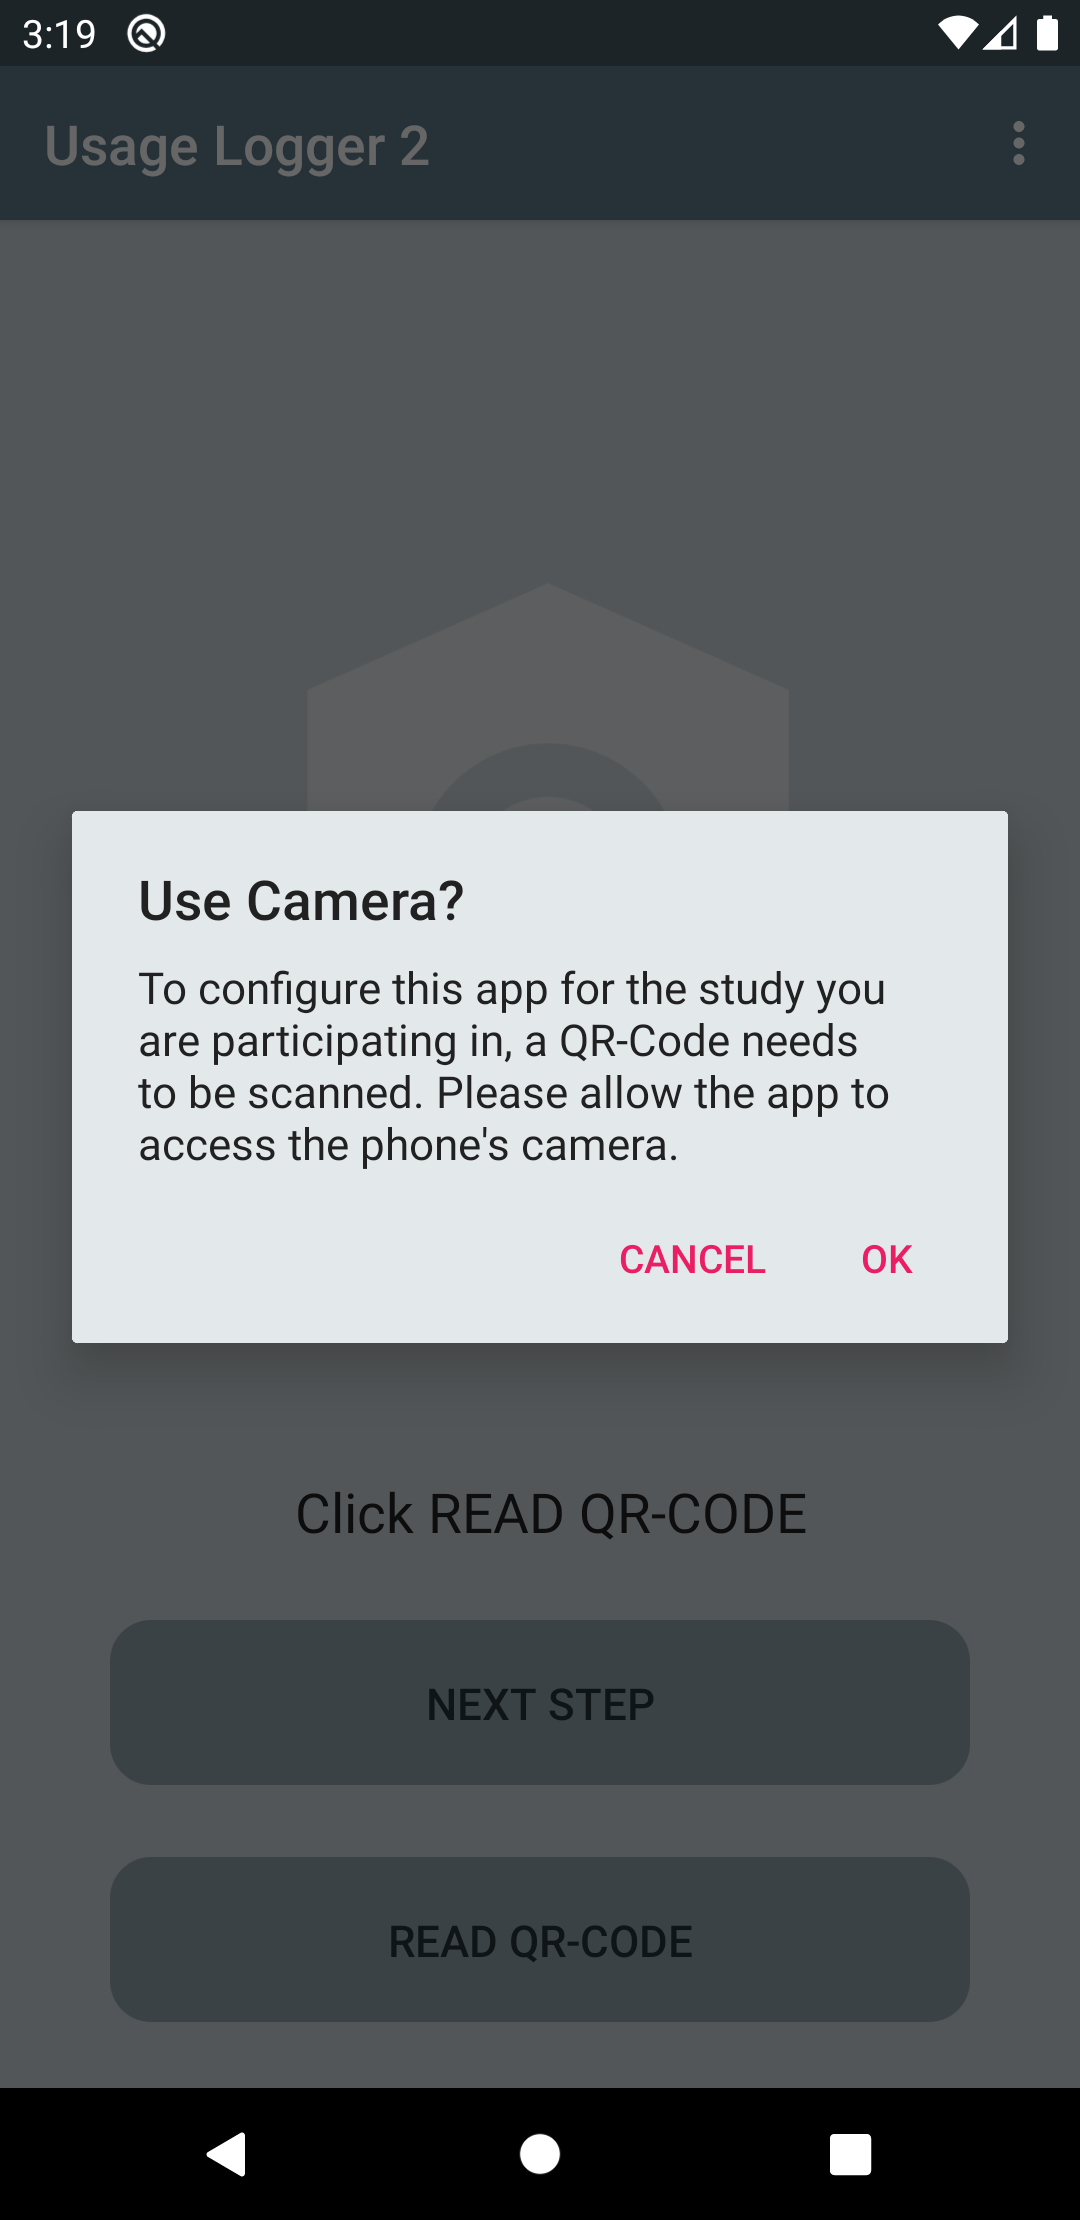 3:19
Usage Logger 2
Use Camera?
To configure this app for the study you
are participating in, a QR-Code needs
to be scanned. Please allow the app to
access the phone's camera.
CANCEL OK
Click READ QR-CODE
NEXT STEP
READ QR-CODE